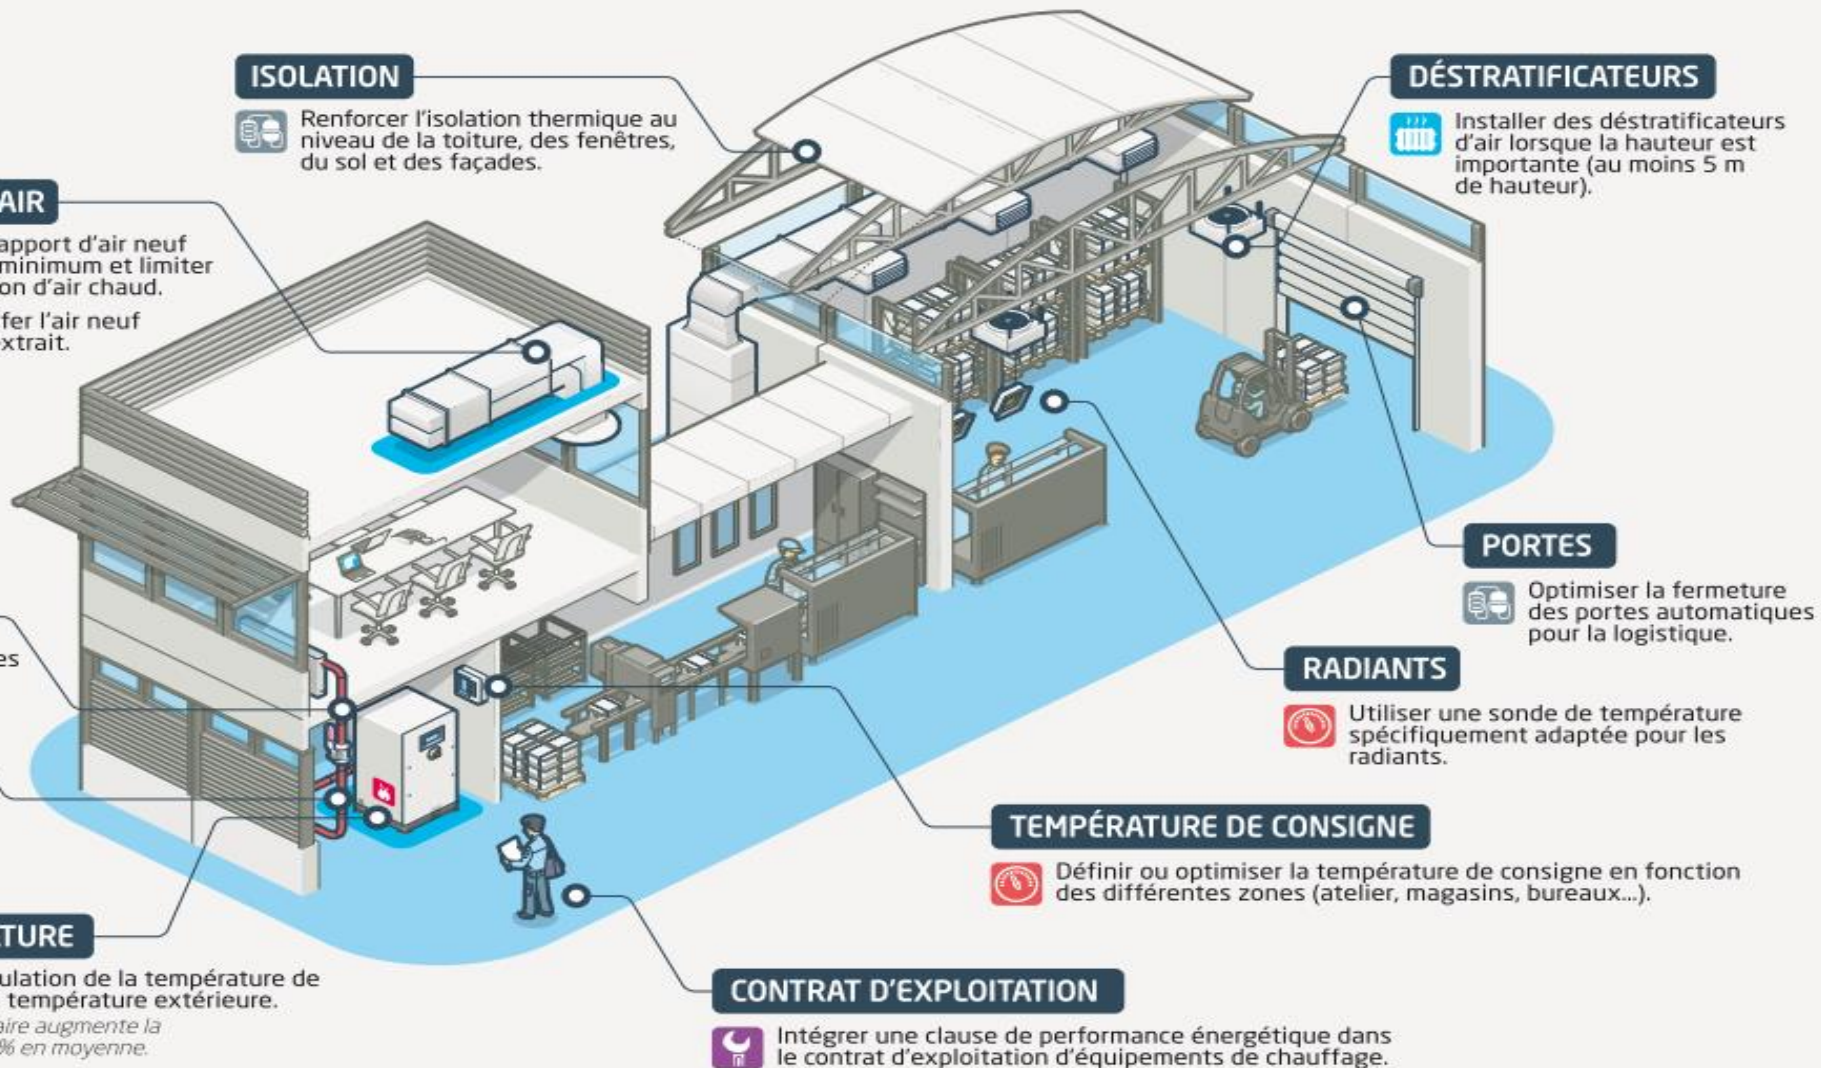 ISOLATION
Renforcer l'isolation thermique au
niveau de la toiture, des fenêtres,
du sol et des façades.
DÉSTRATIFICATEURS
Installer des déstratificateurs
d'air lorsque la hauteur est
importante (au moins 5 m
de hauteur).
AIR
apport d'air neuf
minimum et limiter
on d'air chaud.
fer l'air neuf
extrait.
es
PORTES
Optimiser la fermeture
des portes automatiques
pour la logistique.
RADIANTS
Utiliser une sonde de température
spécifiquement adaptée pour les
radiants.
TEMPÉRATURE DE CONSIGNE
Définir ou optimiser la température de consigne en fonction
des différentes zones (atelier, magasins, bureaux...).
TURE
ulation de la température de
température extérieure.
aire augmente la
% en moyenne.
CONTRAT D'EXPLOITATION
Intégrer une clause de performance énergétique dans
le contrat d'exploitation d'équipements de chauffage.